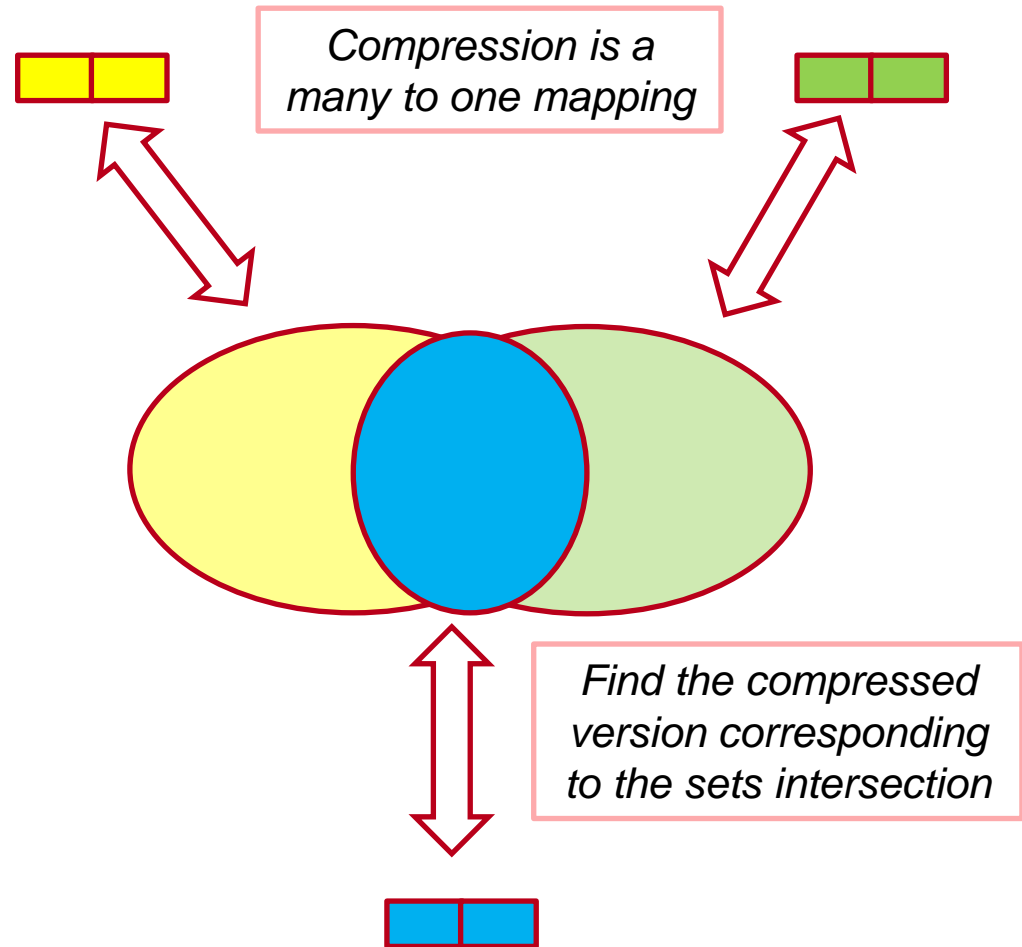 Compression is a
many to one mapping
Find the compressed
version corresponding
to the sets intersection